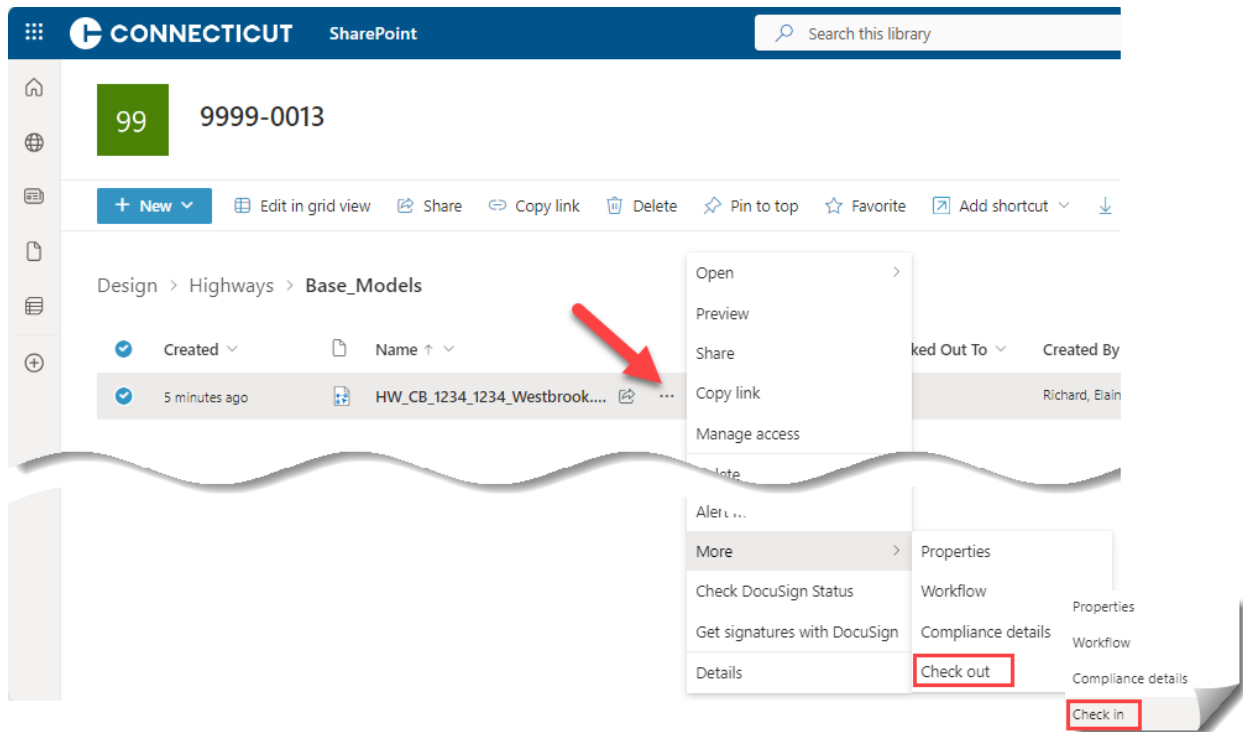 CONNECTICUT SharePoint Search this library
99 9999-0013
New Edit in grid view Share Copy link Delete Pin to top Favorite Add shortcut
Design > Highways > Base_Models
Created Name ked Out To Created By
5 minutes ago HW_CB_1234_1234_Westbrook.... ... Richard, Elain
Open
Preview
Share
Copy link
Manage access
More
Check DocuSign Status
Get signatures with DocuSign
Details
Properties
Workflow
Compliance details
Check out
Properties
Workflow
Compliance details
Check in